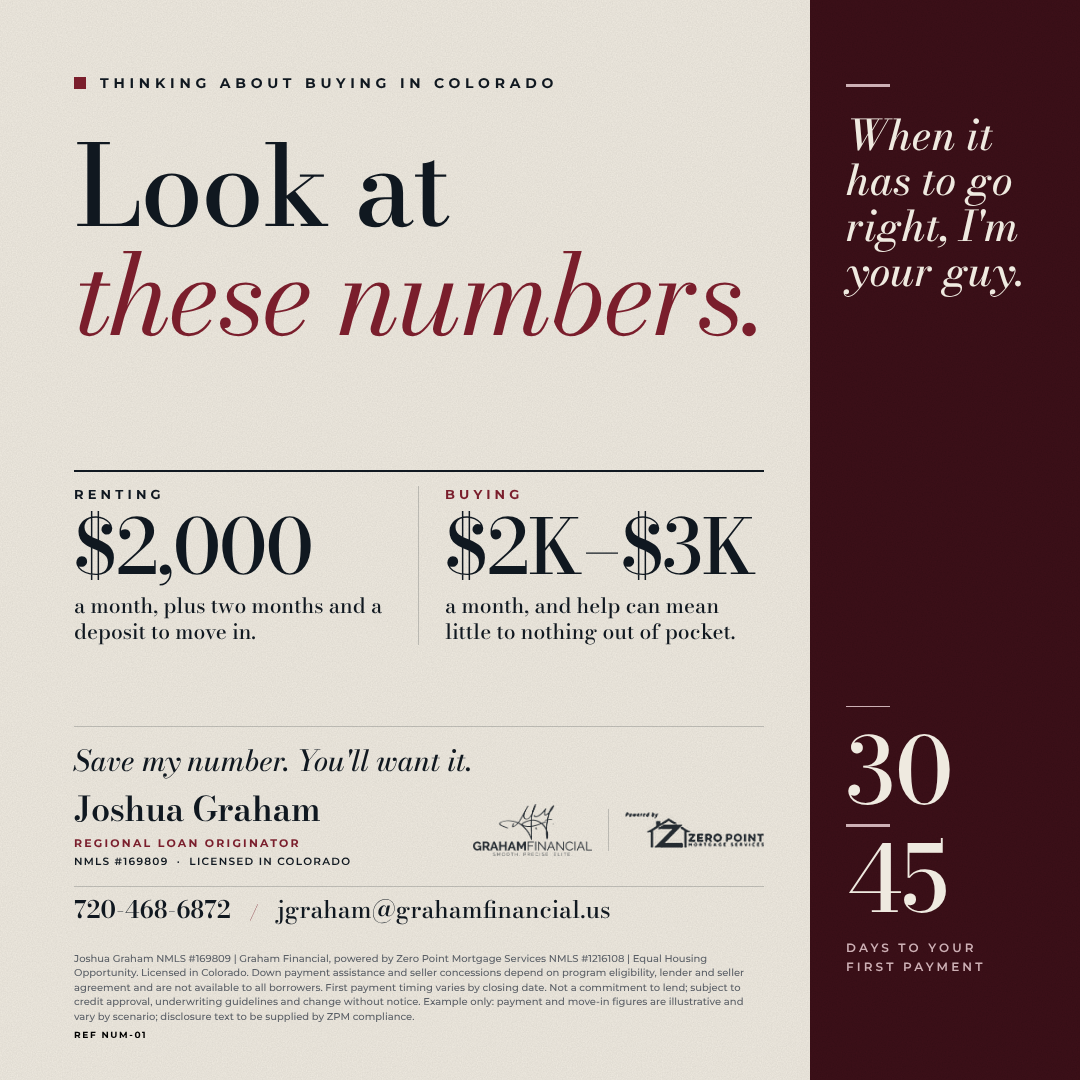 THINKING ABOUT BUYING IN COLORADO
Look at
these numbers.
RENTING
$2,000
a month, plus two months and a
deposit to move in.
BUYING
$2K–$3K
a month, and help can mean
little to nothing out of pocket.
Save my number. You'll want it.
Joshua Graham
REGIONAL LOAN ORIGINATOR
NMLS #169809 · LICENSED IN COLORADO
GRAHAMFINANCIAL
SMOOTH. PRECISE. ELITE.
Powered by
ZERO POINT
MORTGAGE SERVICES
720-468-6872 / jgraham@grahamfinancial.us
Joshua Graham NMLS #169809 | Graham Financial, powered by Zero Point Mortgage Services NMLS #1216108 | Equal Housing
Opportunity. Licensed in Colorado. Down payment assistance and seller concessions depend on program eligibility, lender and seller
agreement and are not available to all borrowers. First payment timing varies by closing date. Not a commitment to lend; subject to
credit approval, underwriting guidelines and change without notice. Example only: payment and move-in figures are illustrative and
vary by scenario; disclosure text to be supplied by ZPM compliance.
REF NUM-01
When it
has to go
right, I'm
your guy.
30
45
DAYS TO YOUR
FIRST PAYMENT